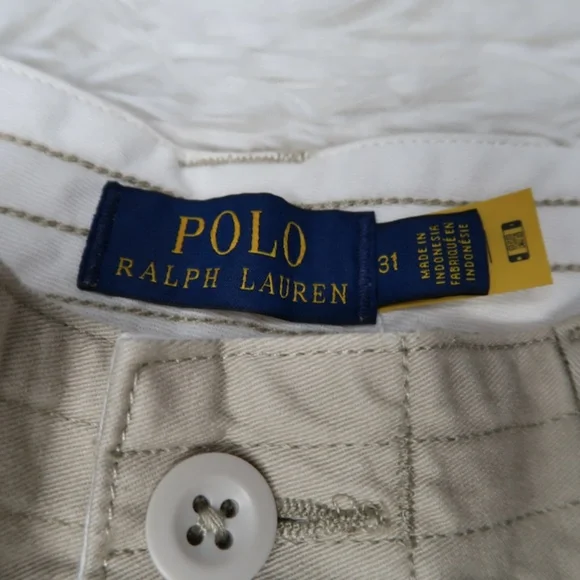 POLO
RALPH LAUREN
31
MADE IN
INDONESIA
FABRIQUÉ EN
INDONÉSIE